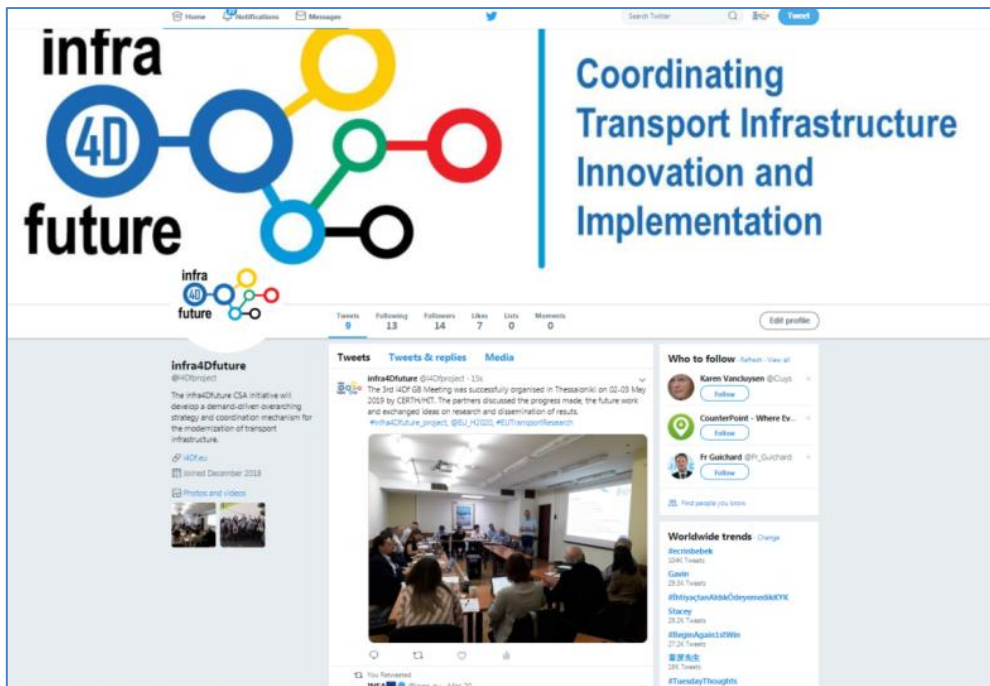 Home Notifications Messages
Search Twitter
Tweet
infra
4D
future
Coordinating
Transport Infrastructure
Innovation and
Implementation
infra
4D
future
Tweets Following Followers Likes Lists Moments
9 13 14 7 0 0
Edit profile
infra4Dfuture
@i4Dfproject
The infra4Dfuture CSA initiative will
develop a demand-driven overarching
strategy and coordination mechanism for
the modernization of transport
infrastructure.
i4Df.eu
Joined December 2018
Photos and videos
Tweets Tweets & replies Media
infra4Dfuture @i4Dfproject · 15s
The 3rd I4Df GB Meeting was successfully organised in Thessaloniki on 02-03 May
2019 by CERTH/HIT. The partners discussed the progress made, the future work
and exchanged ideas on research and dissemination of results.
#infra4Dfuture_project, @EU_H2020, #EUTransportResearch
You Retweeted
Who to follow · Refresh · View all
Karen Vancluysen @Cluys
Follow
CounterPoint - Where Ev...
Follow
Fr Guichard @Fr_Guichard
Follow
Find people you know
Worldwide trends · Change
#ecrinbebek
104K Tweets
Gavin
29.3K Tweets
#İhtiyaçtanAldıkÖdeyemedikKYK
Stacey
28.2K Tweets
#BeginAgain1stWin
27.2K Tweets
18K Tweets
#TuesdayThoughts